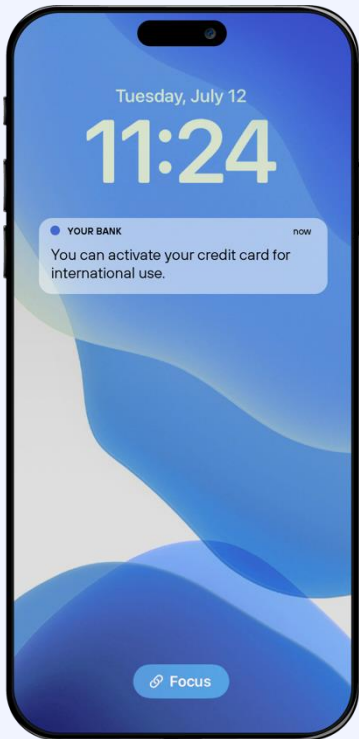 Tuesday, July 12
11:24
YOUR BANK now
You can activate your credit card for
international use.
Focus